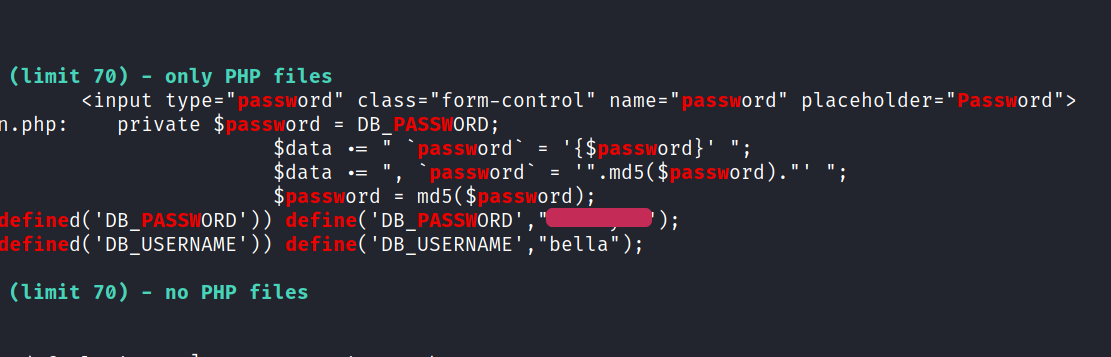 (limit 70) - only PHP files
<input type="password" class="form-control" name="password" placeholder="Password">
n.php: private $password = DB_PASSWORD;
$data .= " `password` = '{$password}' ";
$data .= ", `password` = '".md5($password)."' ";
$password = md5($password);
defined('DB_PASSWORD')) define('DB_PASSWORD',"');
defined('DB_USERNAME')) define('DB_USERNAME',"bella");
(limit 70) - no PHP files